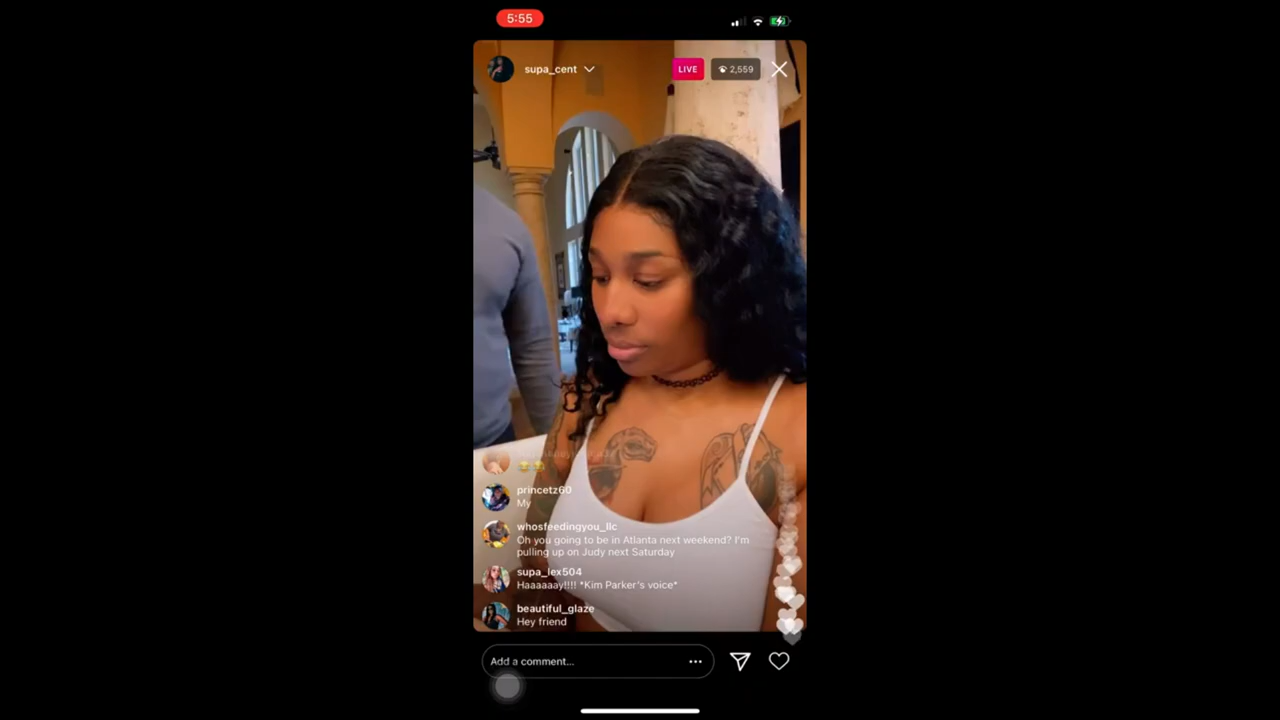 5:55
supa_cent
LIVE
2,559
princetz60
My
whosfeedingyou_llc
Oh you going to be in Atlanta next weekend? I'm
pulling up on Judy next Saturday
supa_lex504
Haaaaaay!!!! *Kim Parker's voice*
beautiful_glaze
Hey friend
Add a comment...